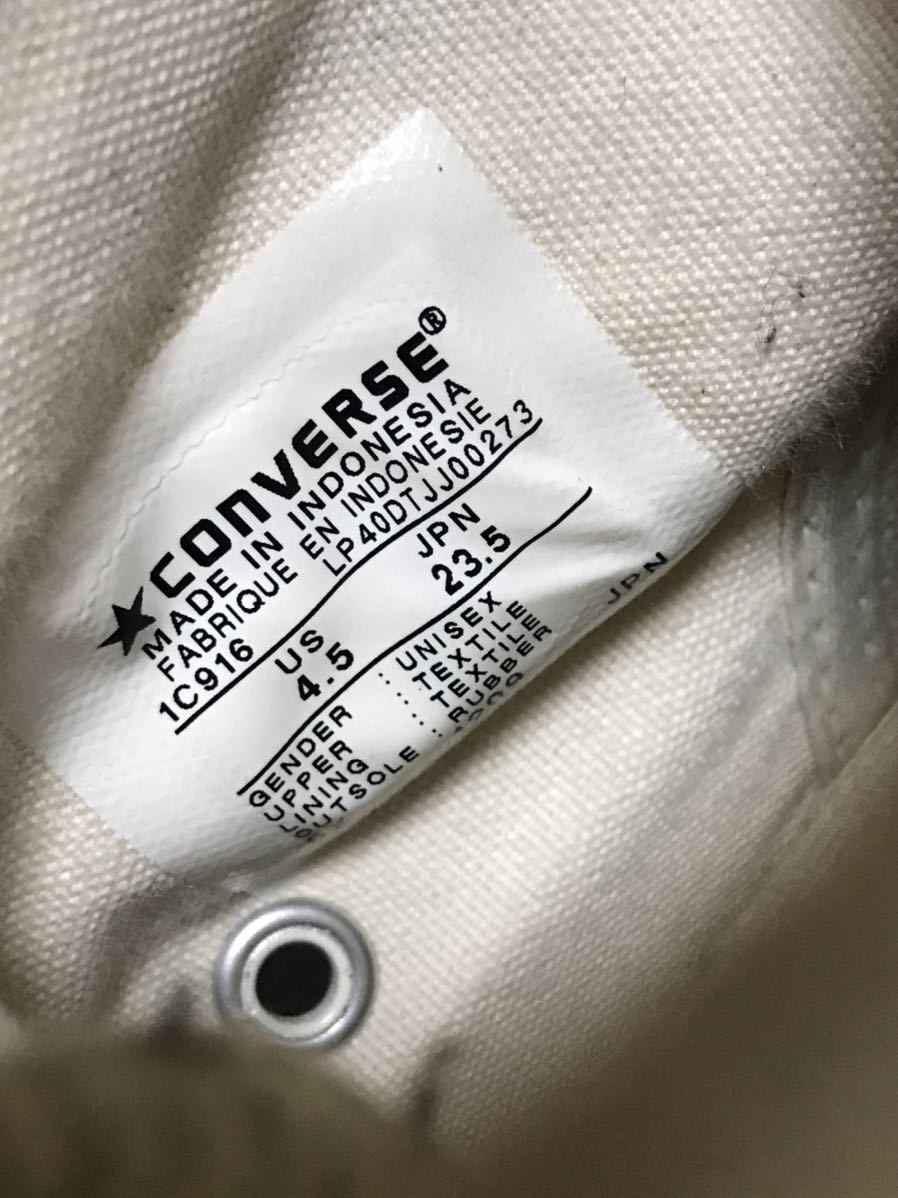 ★CONVERSE®
MADE IN INDONESIA
FABRIQUE EN INDONESIE
1C916 LP40DTJJ00273
US JPN
4.5 23.5
GENDER : UNISEX
UPPER : TEXTILE
LINING : TEXTILE
OUTSOLE : RUBBER
JPN